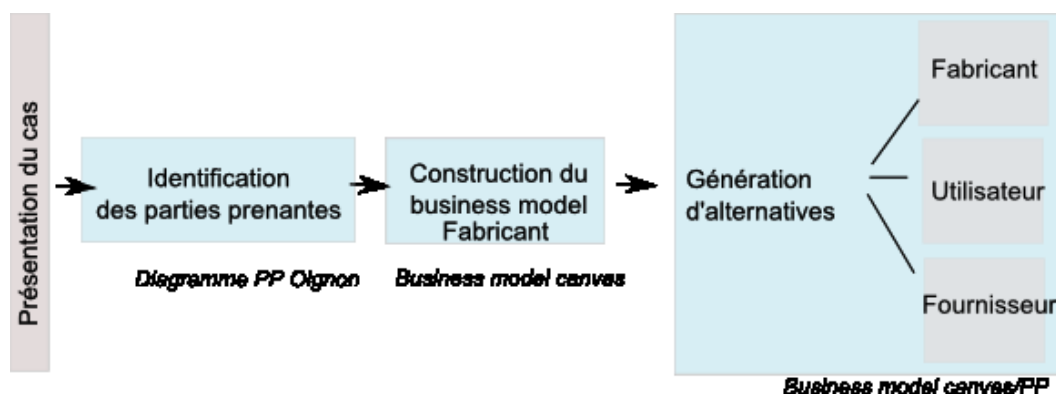 Présentation du cas
Identification
des parties prenantes
Diagramme PP Oignon
Construction du
business model
Fabricant
Business model canvas
Génération
d'alternatives
Fabricant
Utilisateur
Fournisseur
Business model canvas/PP